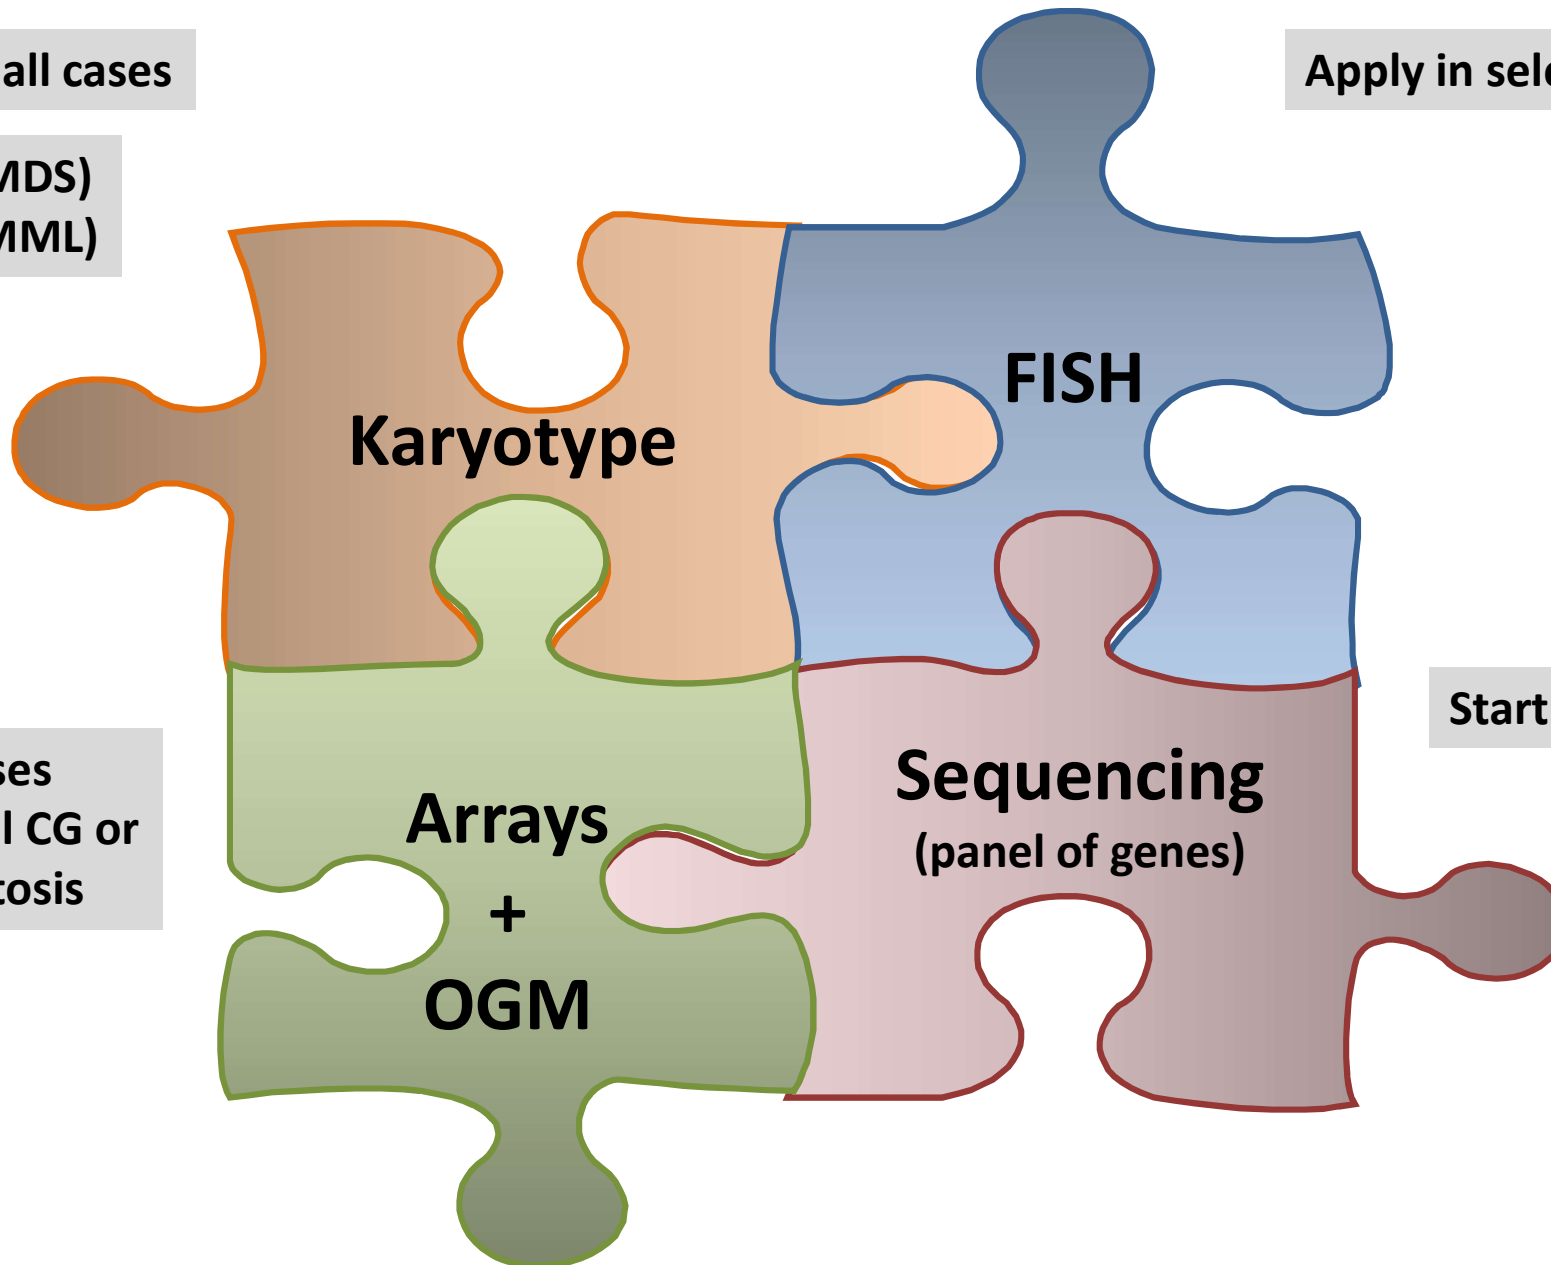 all cases
Apply in sele
MDS)
MML)
FISH
Karyotype
Start
ses
l CG or
tosis
Arrays
+
OGM
Sequencing
(panel of genes)